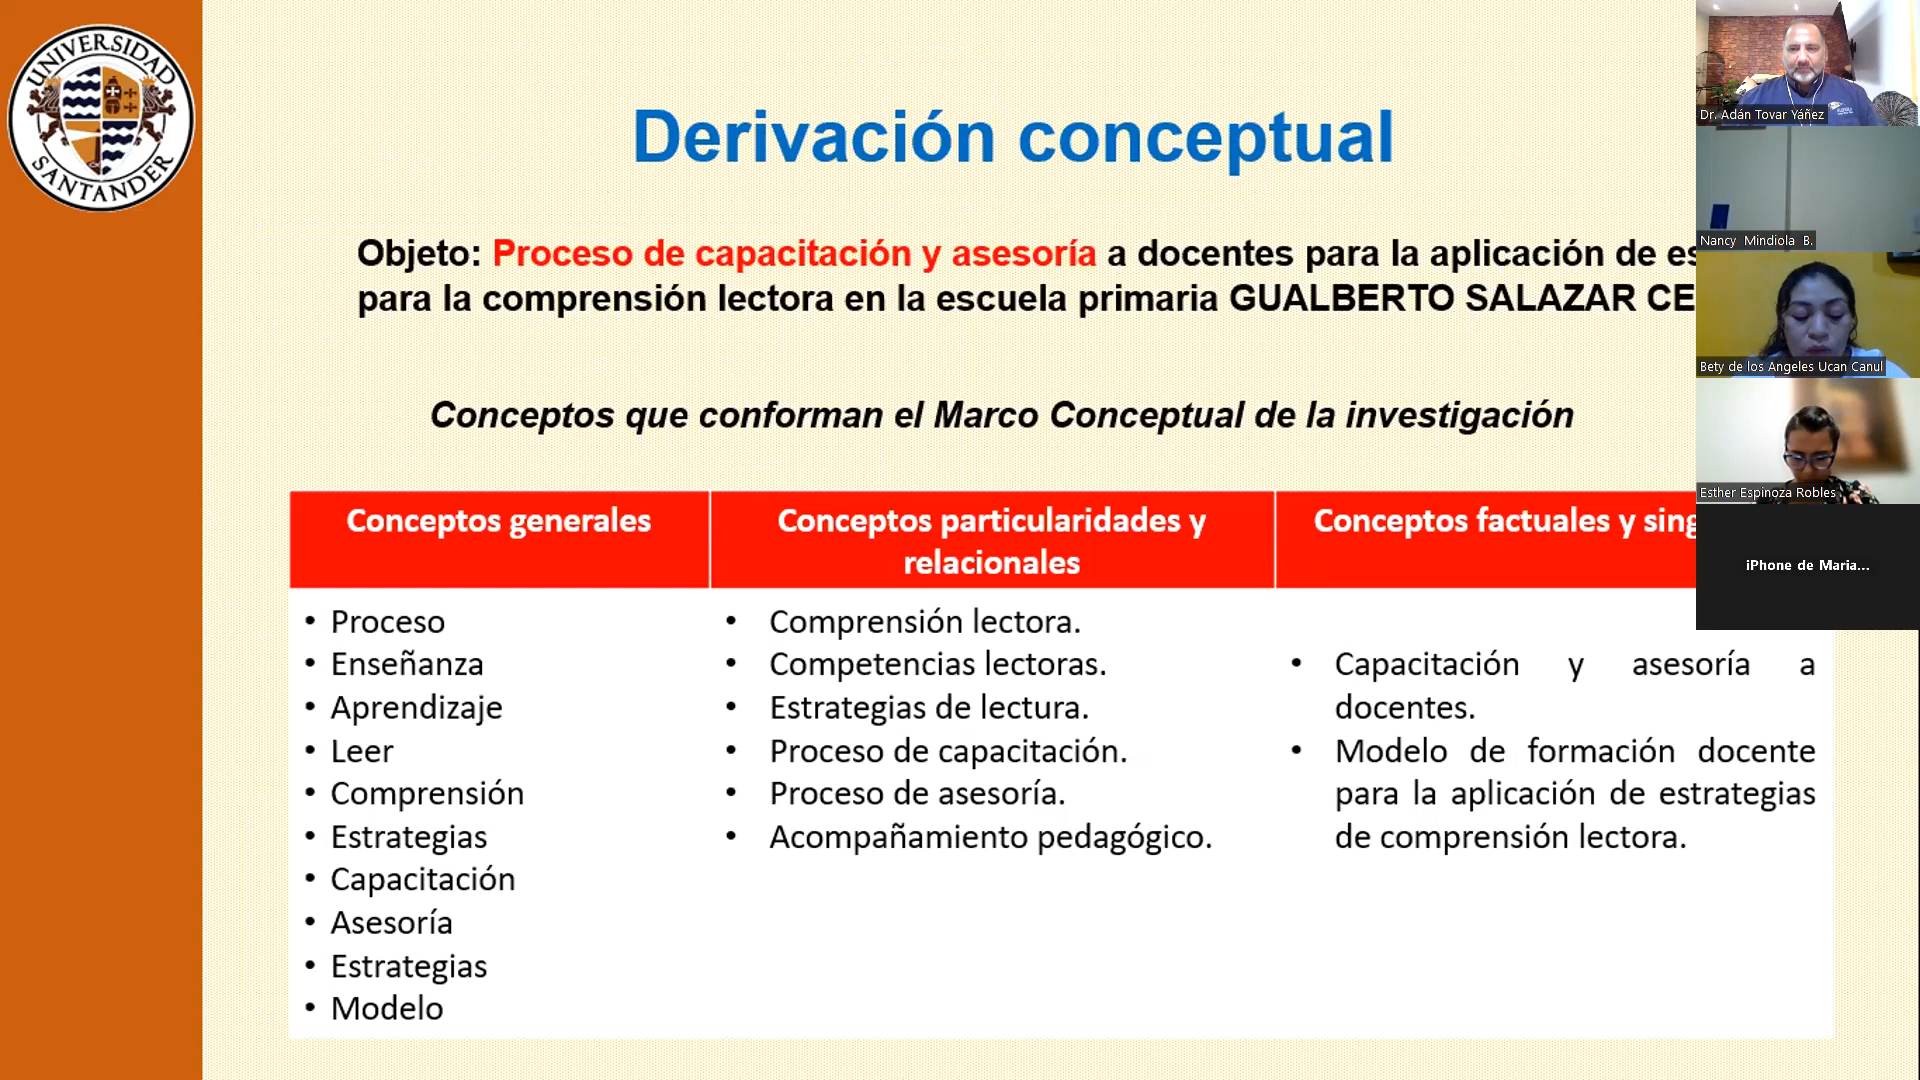 UNIVERSIDAD
SANTANDER
Derivación conceptual
Objeto: Proceso de capacitación y asesoría a docentes para la aplicación de
para la comprensión lectora en la escuela primaria GUALBERTO SALAZAR
Conceptos que conforman el Marco Conceptual de la investigación
Conceptos generales
Conceptos particularidades y
relacionales
Conceptos factuales y
• Proceso
• Enseñanza
• Aprendizaje
• Leer
• Comprensión
• Estrategias
• Capacitación
• Asesoría
• Estrategias
• Modelo
• Comprensión lectora.
• Competencias lectoras.
• Estrategias de lectura.
• Proceso de capacitación.
• Proceso de asesoría.
• Acompañamiento pedagógico.
• Capacitación y asesoría a
docentes.
• Modelo de formación docente
para la aplicación de estrategias
de comprensión lectora.
Dr. Adán Tovar Yáñez
Nancy Mindiola B.
Bety de los Angeles Ucan Canul
Esther Espinoza Robles
iPhone de Maria...